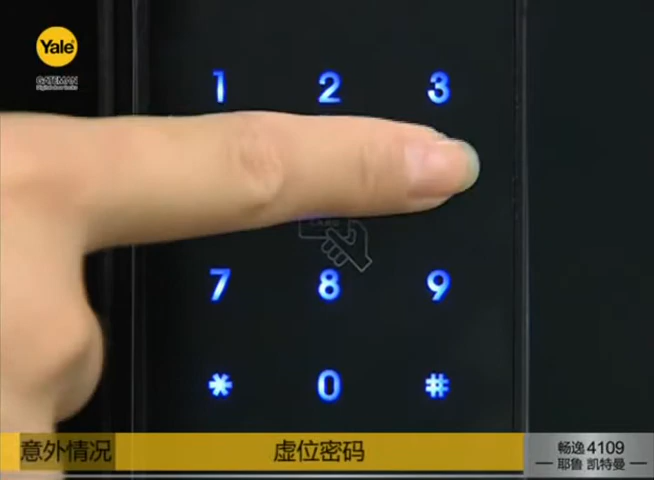 Yale
GATEMAN
1 2 3
7 8 9
* 0 #
意外情况
虚位密码
畅逸4109
耶鲁 凯特曼